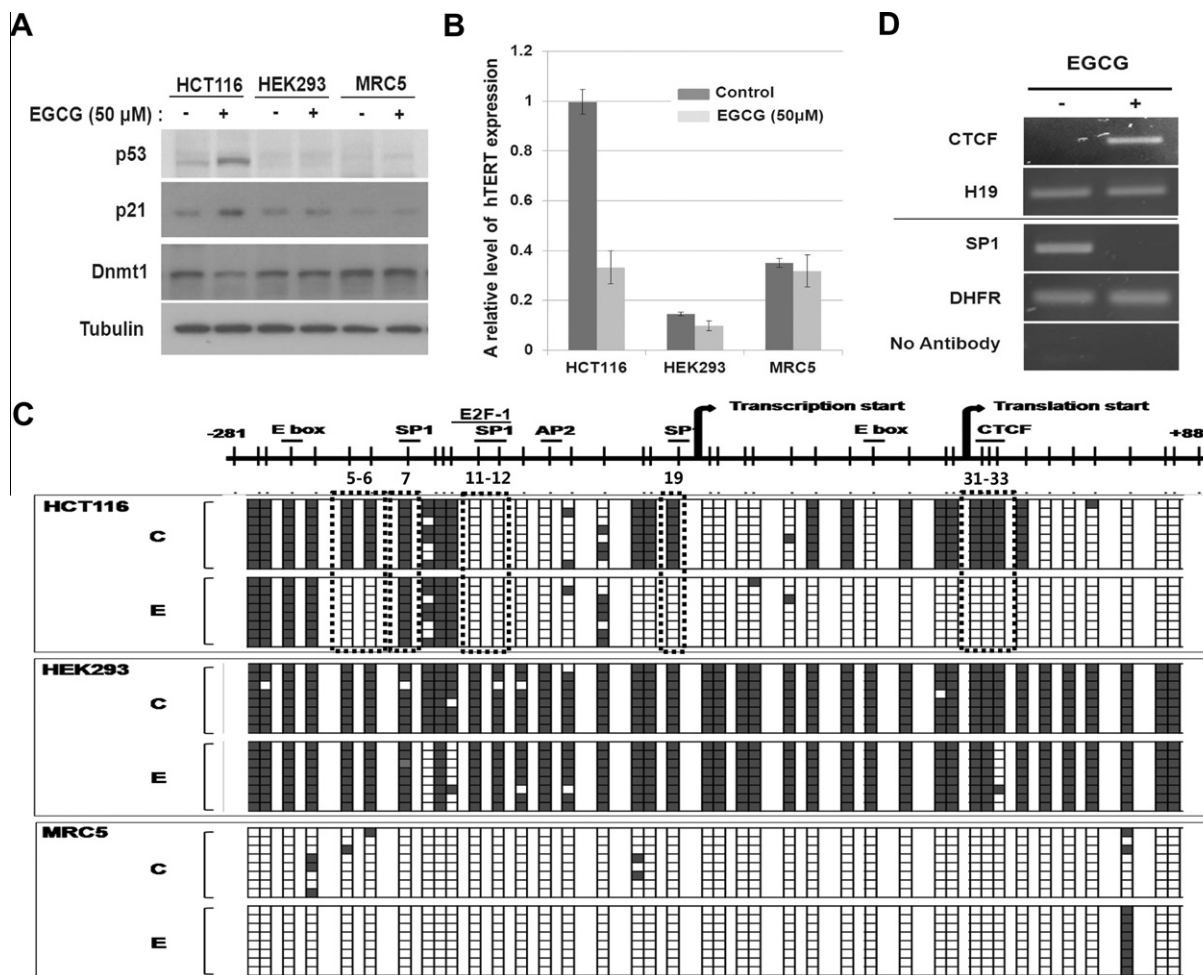 A
HCT116 HEK293 MRC5
EGCG (50 µM) : - + - + - +
p53
p21
Dnmt1
Tubulin
B
A relative level of hTERT expression
1.2
1
0.8
0.6
0.4
0.2
0
Control
EGCG (50µM)
HCT116 HEK293 MRC5
D
EGCG
- +
CTCF
H19
SP1
DHFR
No Antibody
C
-281 E box SP1 E2F-1 SP1 AP2 SP1 Transcription start E box Translation start CTCF +88
5-6 7 11-12 19 31-33
HCT116
C
E
HEK293
C
E
MRC5
C
E